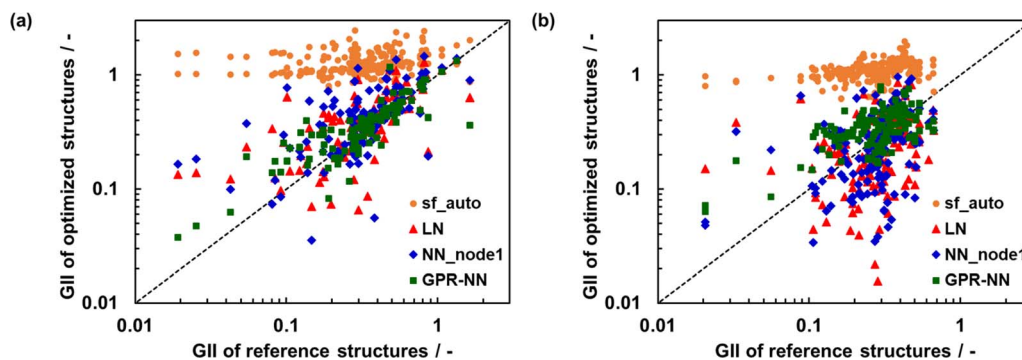 (a)
GII of optimized structures / -
1
0.1
0.01
0.01
0.1
1
GII of reference structures / -
sf_auto
LN
NN_node1
GPR-NN
(b)
GII of optimized structures / -
1
0.1
0.01
0.01
0.1
1
GII of reference structures / -
sf_auto
LN
NN_node1
GPR-NN